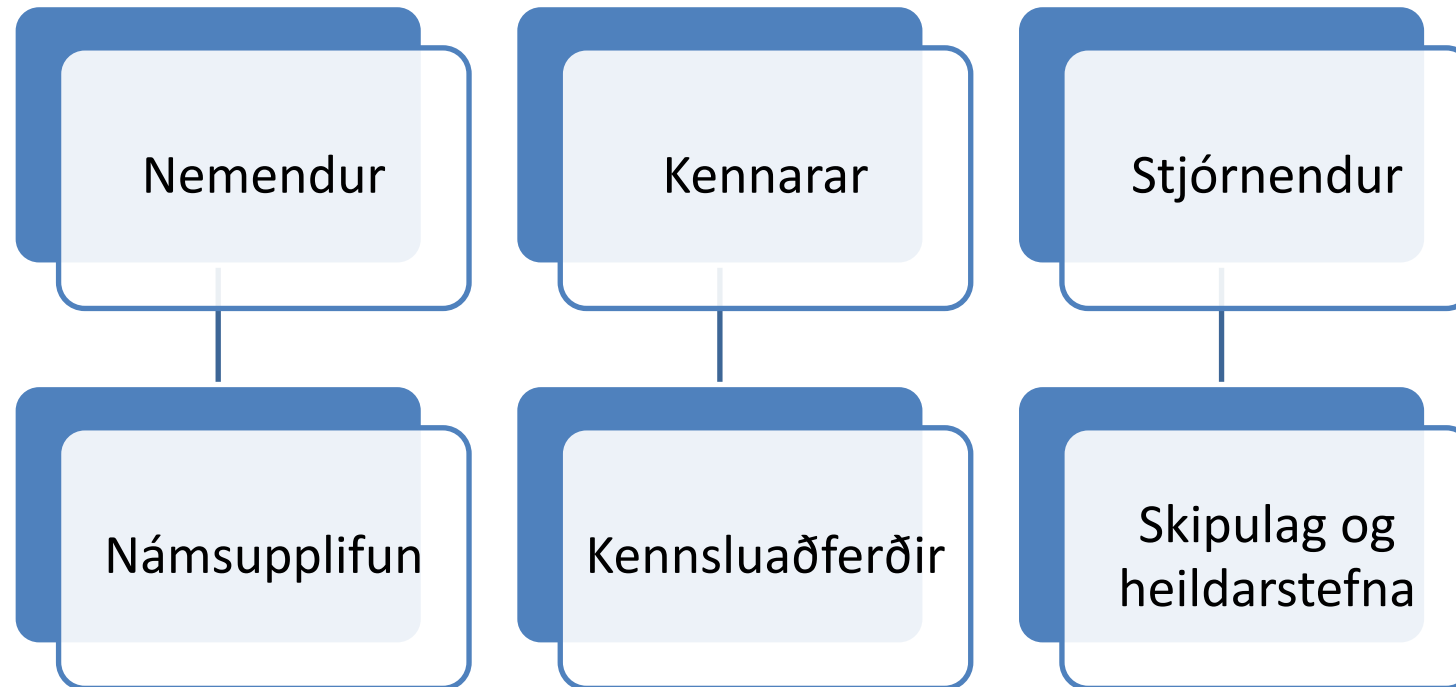 Nemendur
Kennarar
Stjórnendur
Námsupplifun
Kennsluaðferðir
Skipulag og
heildarstefna